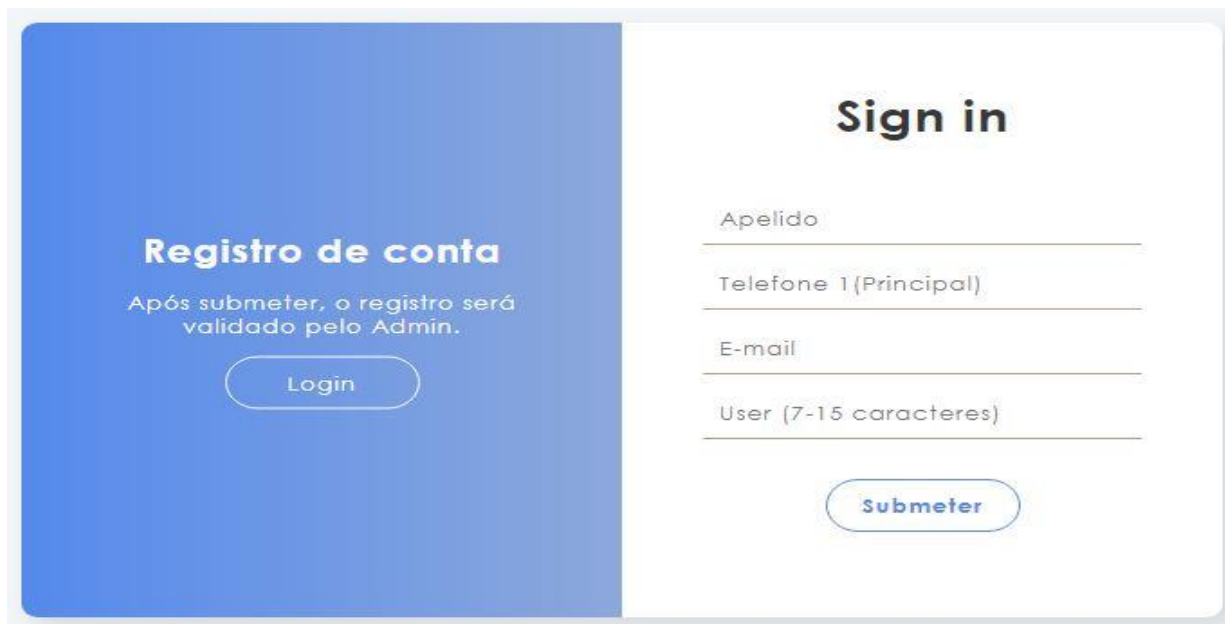 Registro de conta
Após submeter, o registro será
validado pelo Admin.
Login
Sign in
Apelido
Telefone 1(Principal)
E-mail
User (7-15 caracteres)
Submeter